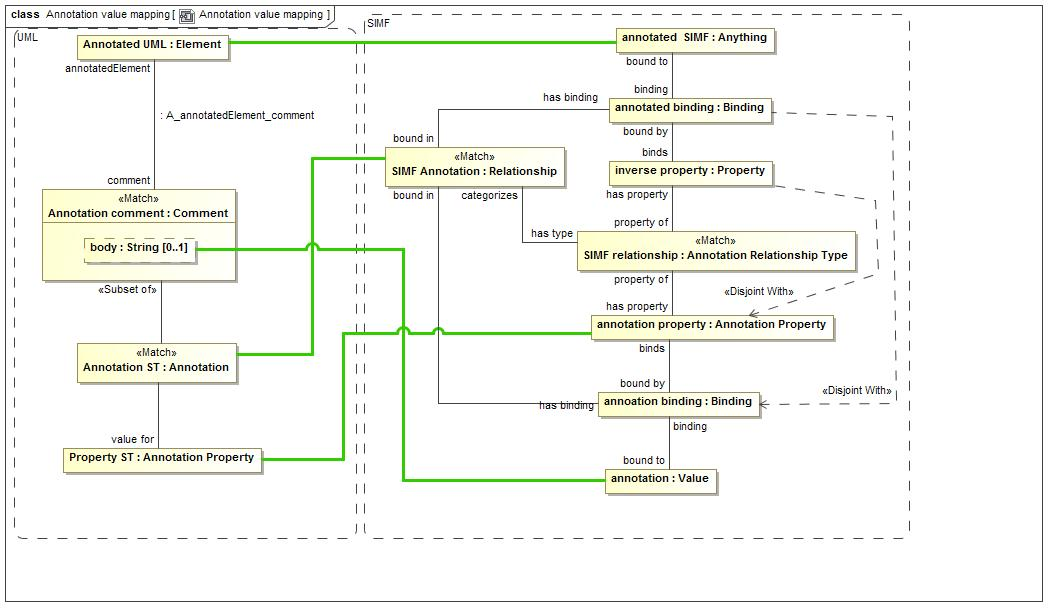 class Annotation value mapping [ Annotation value mapping ]
UML
Annotated UML : Element
annotatedElement
: A_annotatedElement_comment
comment
«Match»
Annotation comment : Comment
body : String [0..1]
«Subset of»
«Match»
Annotation ST : Annotation
value for
Property ST : Annotation Property
SIMF
annotated  SIMF : Anything
bound to
binding
has binding
annotated binding : Binding
bound by
bound in
binds
«Match»
SIMF Annotation : Relationship
inverse property : Property
bound in
categorizes
has property
property of
has type
«Match»
SIMF relationship : Annotation Relationship Type
property of
«Disjoint With»
has property
annotation property : Annotation Property
binds
bound by
«Disjoint With»
has binding
annoation binding : Binding
binding
bound to
annotation : Value